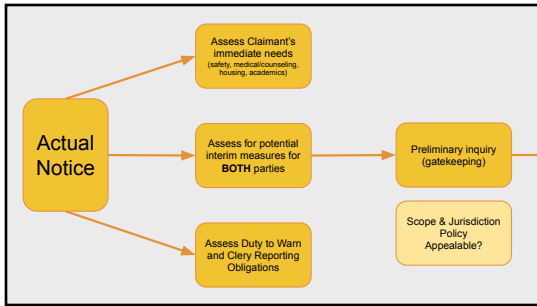 Assess Claimant's
immediate needs
(safety, medical/counseling,
housing, academics)
Actual
Notice
Assess for potential
interim measures for
BOTH parties
Preliminary inquiry
(gatekeeping)
Scope & Jurisdiction
Policy
Appealable?
Assess Duty to Warn
and Clery Reporting
Obligations